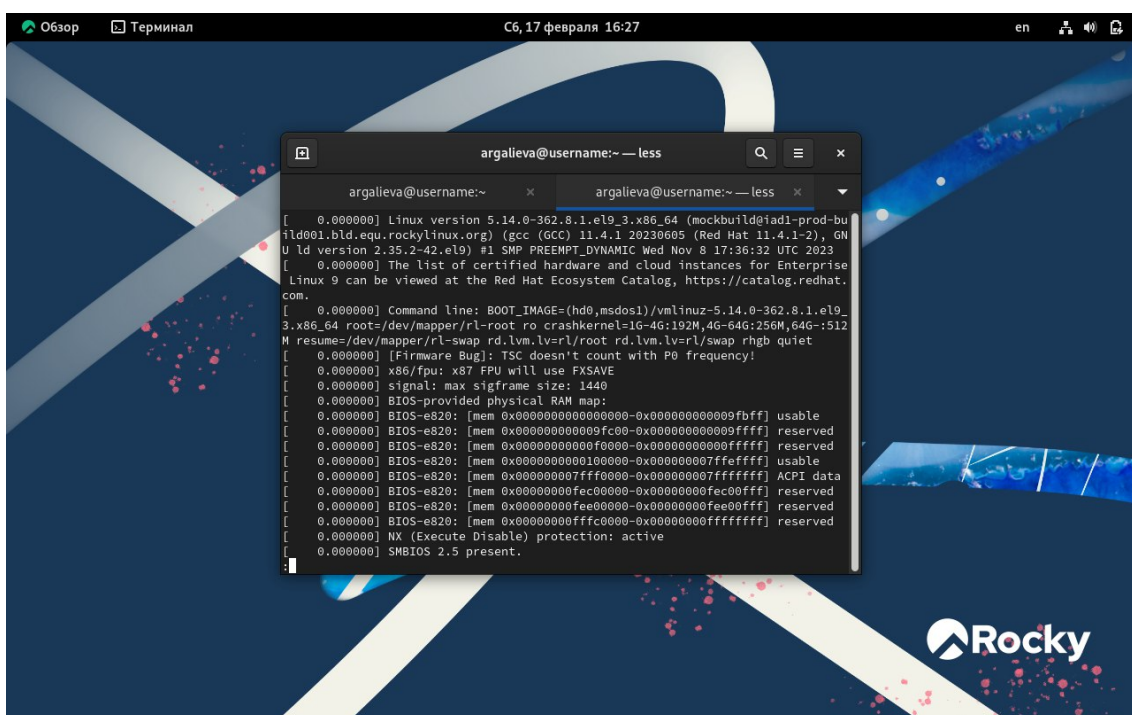 Обзор Терминал Сб, 17 февраля 16:27 en
argalieva@username:~ — less
argalieva@username:~ × argalieva@username:~ — less ×
[    0.000000] Linux version 5.14.0-362.8.1.el9_3.x86_64 (mockbuild@iad1-prod-bu
ild001.bld.equ.rockylinux.org) (gcc (GCC) 11.4.1 20230605 (Red Hat 11.4.1-2), GN
U ld version 2.35.2-42.el9) #1 SMP PREEMPT_DYNAMIC Wed Nov 8 17:36:32 UTC 2023
[    0.000000] The list of certified hardware and cloud instances for Enterprise
 Linux 9 can be viewed at the Red Hat Ecosystem Catalog, https://catalog.redhat.
com.
[    0.000000] Command line: BOOT_IMAGE=(hd0,msdos1)/vmlinuz-5.14.0-362.8.1.el9_
3.x86_64 root=/dev/mapper/rl-root ro crashkernel=1G-4G:192M,4G-64G:256M,64G-:512
M resume=/dev/mapper/rl-swap rd.lvm.lv=rl/root rd.lvm.lv=rl/swap rhgb quiet
[    0.000000] [Firmware Bug]: TSC doesn't count with P0 frequency!
[    0.000000] x86/fpu: x87 FPU will use FXSAVE
[    0.000000] signal: max sigframe size: 1440
[    0.000000] BIOS-provided physical RAM map:
[    0.000000] BIOS-e820: [mem 0x0000000000000000-0x000000000009fbff] usable
[    0.000000] BIOS-e820: [mem 0x000000000009fc00-0x000000000009ffff] reserved
[    0.000000] BIOS-e820: [mem 0x00000000000f0000-0x00000000000fffff] reserved
[    0.000000] BIOS-e820: [mem 0x0000000000100000-0x000000007ffeffff] usable
[    0.000000] BIOS-e820: [mem 0x000000007fff0000-0x000000007fffffff] ACPI data
[    0.000000] BIOS-e820: [mem 0x00000000fec00000-0x00000000fec00fff] reserved
[    0.000000] BIOS-e820: [mem 0x00000000fee00000-0x00000000fee00fff] reserved
[    0.000000] BIOS-e820: [mem 0x00000000fffc0000-0x00000000ffffffff] reserved
[    0.000000] NX (Execute Disable) protection: active
[    0.000000] SMBIOS 2.5 present.
:
Rocky